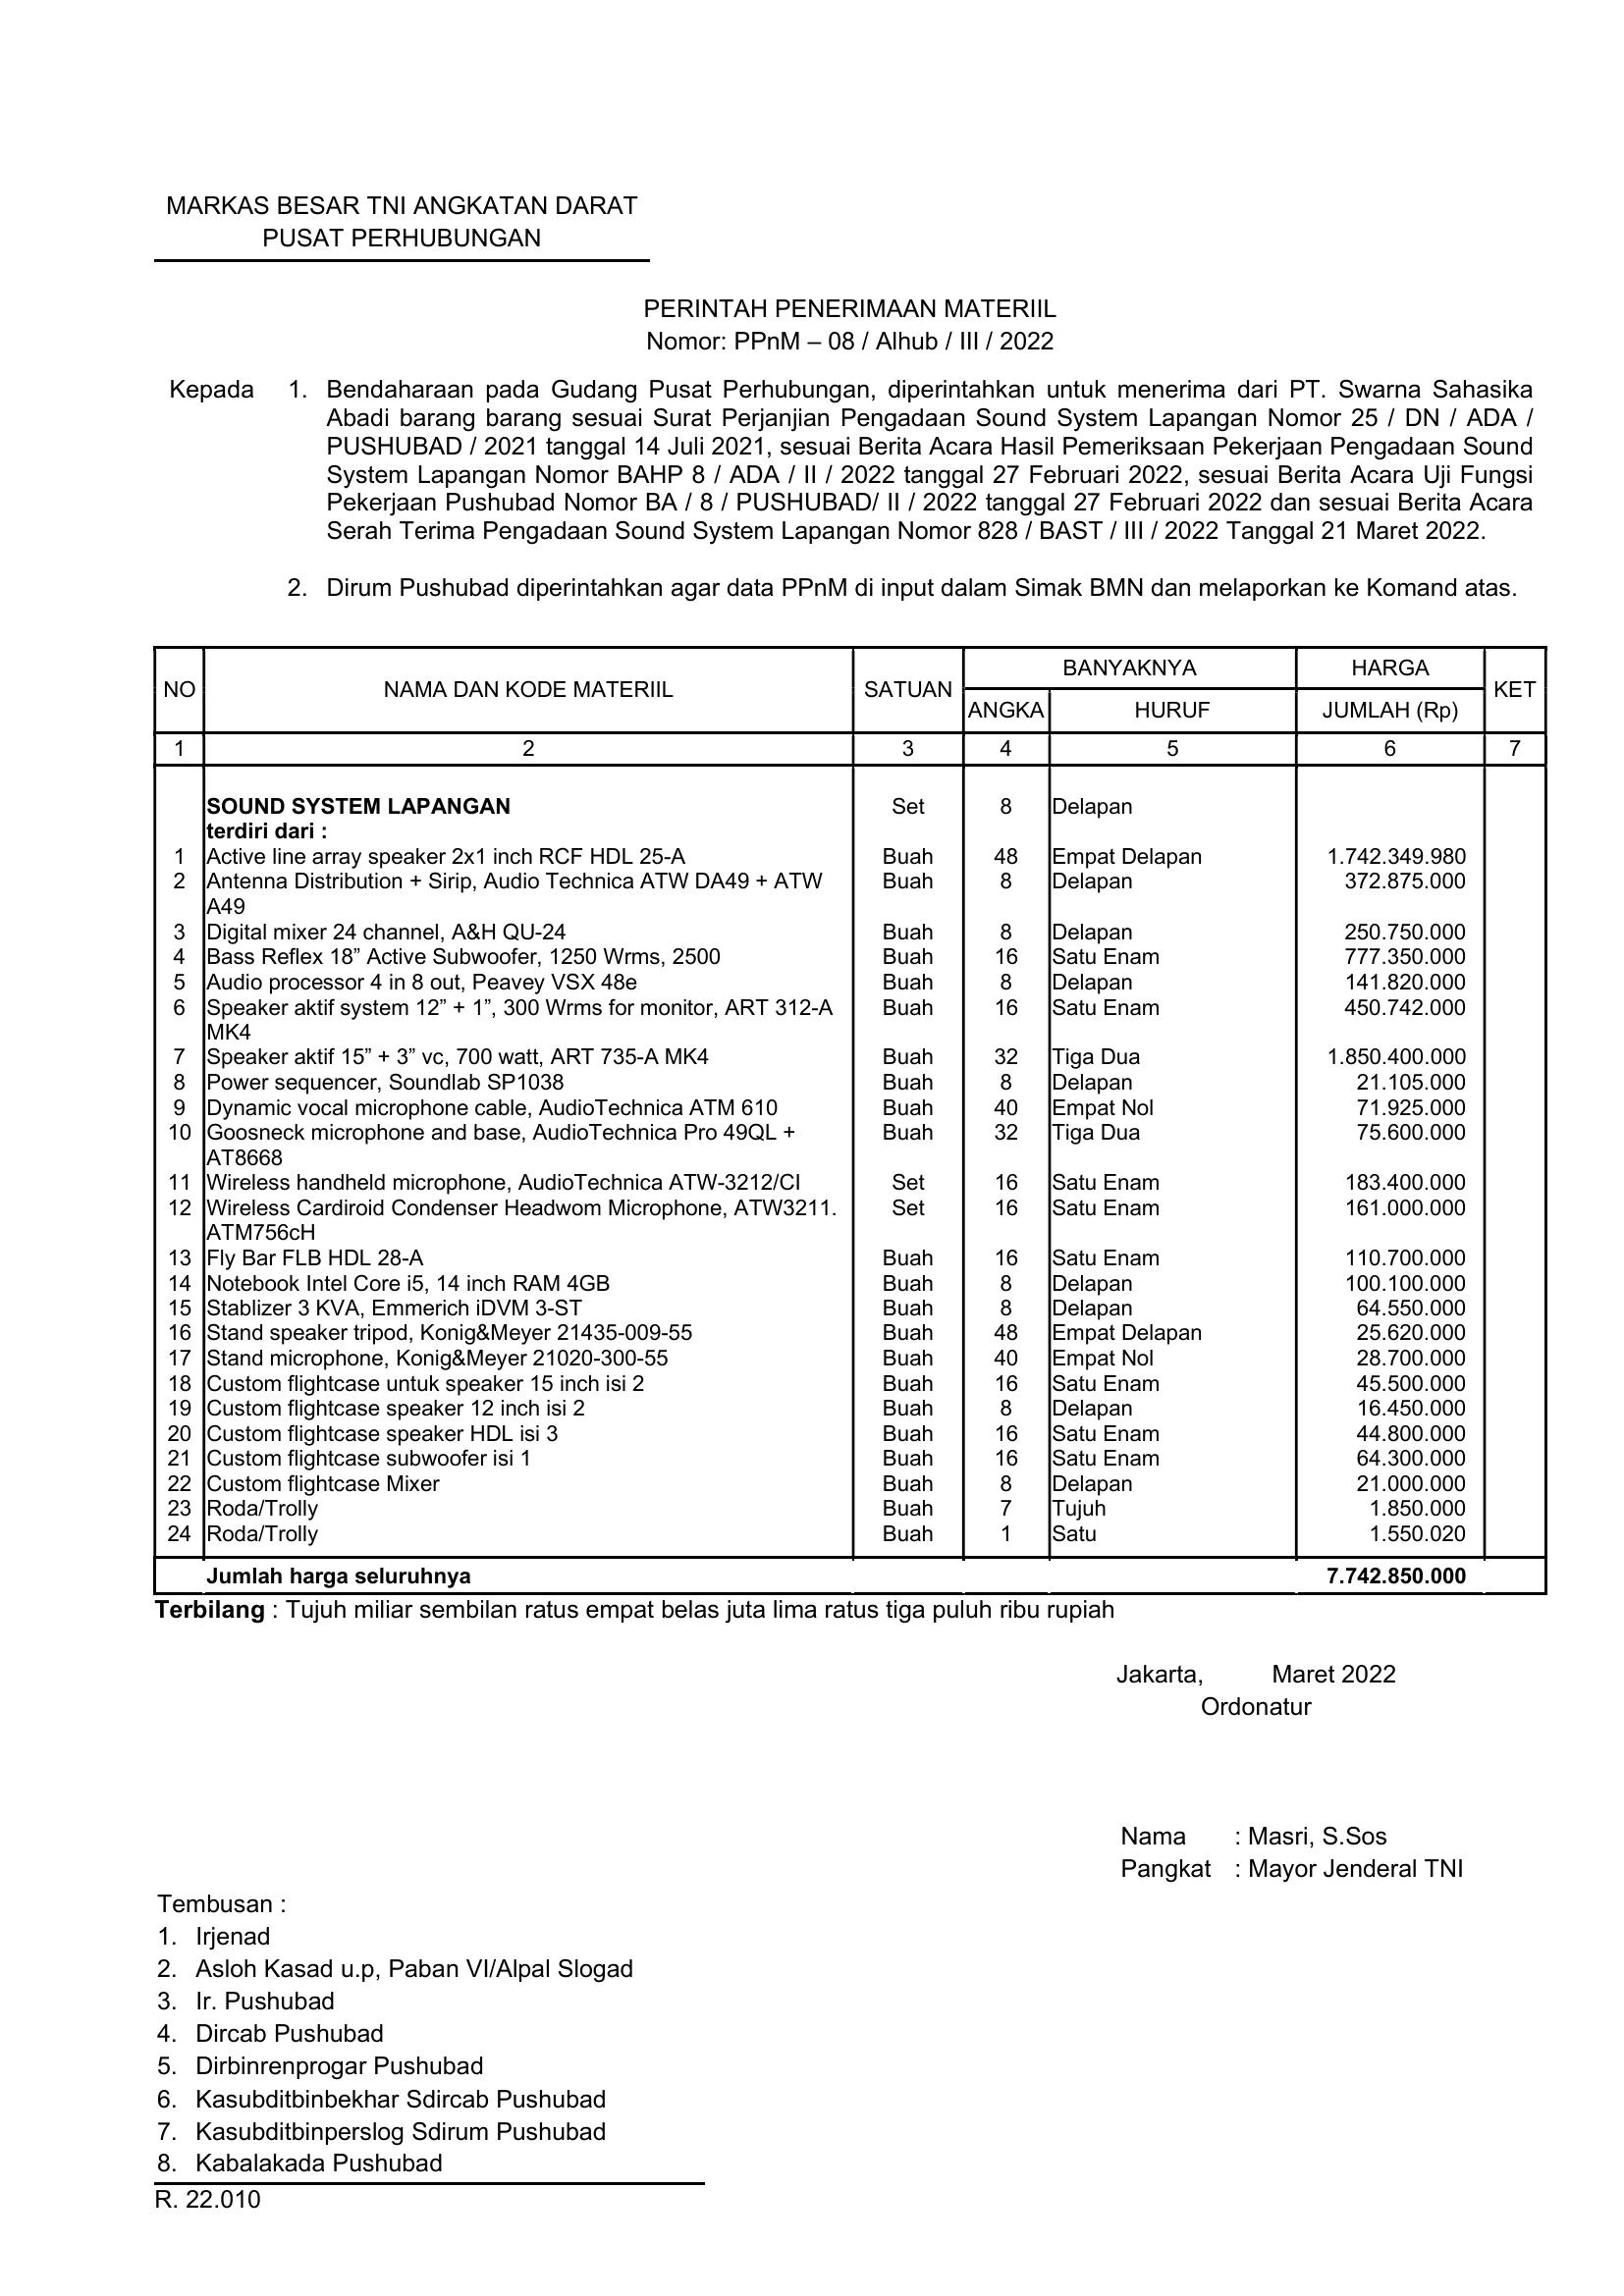 MARKAS BESAR TNI ANGKATAN DARAT
PUSAT PERHUBUNGAN
PERINTAH PENERIMAAN MATERIIL
Nomor: PPnM – 08 / Alhub / III / 2022
Kepada 1. Bendaharaan pada Gudang Pusat Perhubungan, diperintahkan untuk menerima dari PT. Swarna Sahasika
Abadi barang barang sesuai Surat Perjanjian Pengadaan Sound System Lapangan Nomor 25 / DN / ADA /
PUSHUBAD / 2021 tanggal 14 Juli 2021, sesuai Berita Acara Hasil Pemeriksaan Pekerjaan Pengadaan Sound
System Lapangan Nomor BAHP 8 / ADA / II / 2022 tanggal 27 Februari 2022, sesuai Berita Acara Uji Fungsi
Pekerjaan Pushubad Nomor BA / 8 / PUSHUBAD/ II / 2022 tanggal 27 Februari 2022 dan sesuai Berita Acara
Serah Terima Pengadaan Sound System Lapangan Nomor 828 / BAST / III / 2022 Tanggal 21 Maret 2022.
2. Dirum Pushubad diperintahkan agar data PPnM di input dalam Simak BMN dan melaporkan ke Komand atas.
NO NAMA DAN KODE MATERIIL SATUAN BANYAKNYA HARGA KET
ANGKA HURUF JUMLAH (Rp)
1 2 3 4 5 6 7
SOUND SYSTEM LAPANGAN Set 8 Delapan
terdiri dari :
1 Active line array speaker 2x1 inch RCF HDL 25-A Buah 48 Empat Delapan 1.742.349.980
2 Antenna Distribution + Sirip, Audio Technica ATW DA49 + ATW Buah 8 Delapan 372.875.000
A49
3 Digital mixer 24 channel, A&H QU-24 Buah 8 Delapan 250.750.000
4 Bass Reflex 18” Active Subwoofer, 1250 Wrms, 2500 Buah 16 Satu Enam 777.350.000
5 Audio processor 4 in 8 out, Peavey VSX 48e Buah 8 Delapan 141.820.000
6 Speaker aktif system 12” + 1”, 300 Wrms for monitor, ART 312-A Buah 16 Satu Enam 450.742.000
MK4
7 Speaker aktif 15” + 3” vc, 700 watt, ART 735-A MK4 Buah 32 Tiga Dua 1.850.400.000
8 Power sequencer, Soundlab SP1038 Buah 8 Delapan 21.105.000
9 Dynamic vocal microphone cable, AudioTechnica ATM 610 Buah 40 Empat Nol 71.925.000
10 Goosneck microphone and base, AudioTechnica Pro 49QL + Buah 32 Tiga Dua 75.600.000
AT8668
11 Wireless handheld microphone, AudioTechnica ATW-3212/CI Set 16 Satu Enam 183.400.000
12 Wireless Cardiroid Condenser Headwom Microphone, ATW3211. Set 16 Satu Enam 161.000.000
ATM756cH
13 Fly Bar FLB HDL 28-A Buah 16 Satu Enam 110.700.000
14 Notebook Intel Core i5, 14 inch RAM 4GB Buah 8 Delapan 100.100.000
15 Stablizer 3 KVA, Emmerich iDVM 3-ST Buah 8 Delapan 64.550.000
16 Stand speaker tripod, Konig&Meyer 21435-009-55 Buah 48 Empat Delapan 25.620.000
17 Stand microphone, Konig&Meyer 21020-300-55 Buah 40 Empat Nol 28.700.000
18 Custom flightcase untuk speaker 15 inch isi 2 Buah 16 Satu Enam 45.500.000
19 Custom flightcase speaker 12 inch isi 2 Buah 8 Delapan 16.450.000
20 Custom flightcase speaker HDL isi 3 Buah 16 Satu Enam 44.800.000
21 Custom flightcase subwoofer isi 1 Buah 16 Satu Enam 64.300.000
22 Custom flightcase Mixer Buah 8 Delapan 21.000.000
23 Roda/Trolly Buah 7 Tujuh 1.850.000
24 Roda/Trolly Buah 1 Satu 1.550.020
Jumlah harga seluruhnya 7.742.850.000
Terbilang : Tujuh miliar sembilan ratus empat belas juta lima ratus tiga puluh ribu rupiah
Jakarta, Maret 2022
Ordonatur
Nama : Masri, S.Sos
Pangkat : Mayor Jenderal TNI
Tembusan :
1. Irjenad
2. Asloh Kasad u.p, Paban VI/Alpal Slogad
3. Ir. Pushubad
4. Dircab Pushubad
5. Dirbinrenprogar Pushubad
6. Kasubditbinbekhar Sdircab Pushubad
7. Kasubditbinperslog Sdirum Pushubad
8. Kabalakada Pushubad
R. 22.010